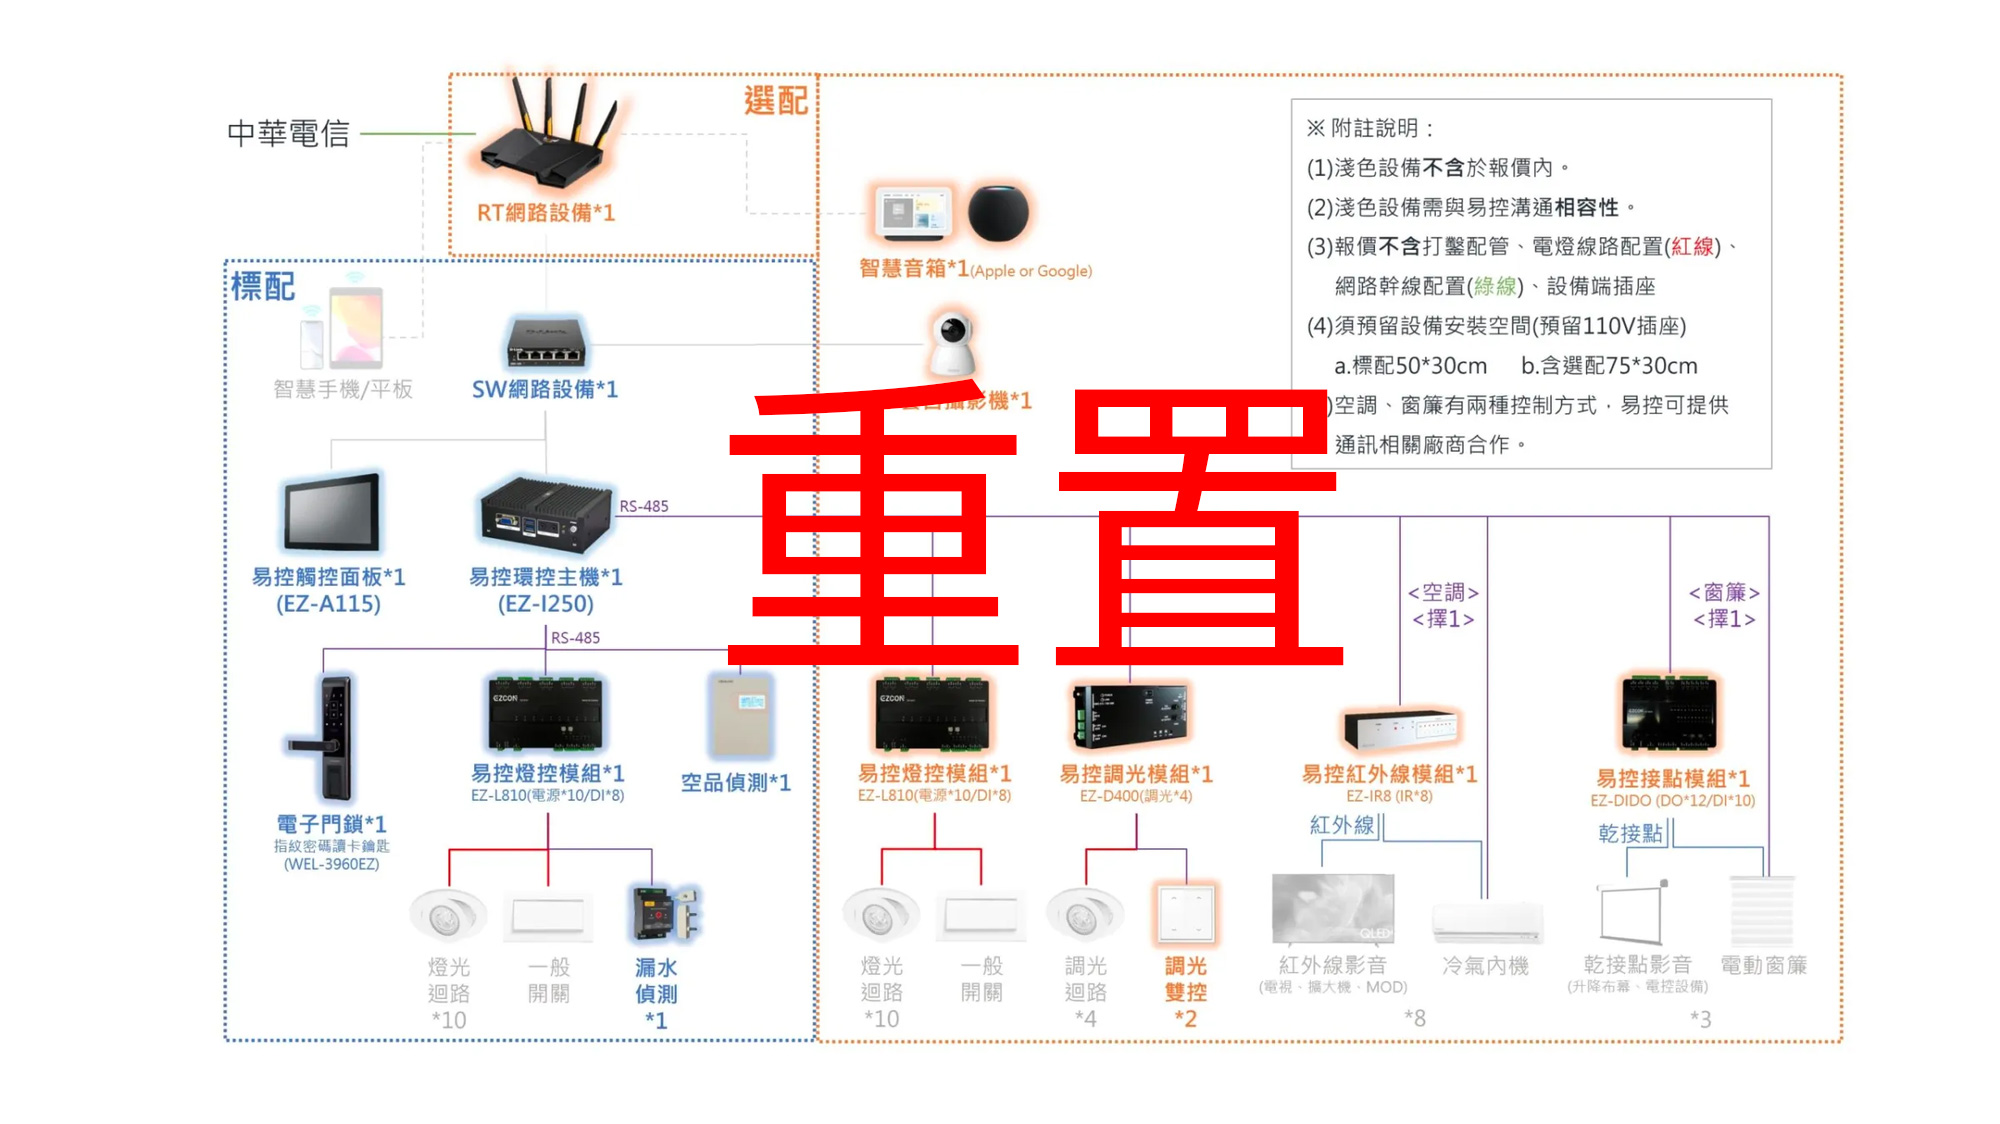 選配
中華電信
RT網路設備*1
智慧音箱*1(Apple or Google)
※ 附註說明：
(1)淺色設備不含於報價內。
(2)淺色設備需與易控溝通相容性。
(3)報價不含打鑿配管、電燈線路配置(紅線)、
網路幹線配置(綠線)、設備端插座
(4)須預留設備安裝空間(預留110V插座)
a.標配50*30cm b.含選配75*30cm
)空調、窗簾有兩種控制方式，易控可提供
通訊相關廠商合作。
標配
智慧手機/平板
D-Link
SW網路設備*1
攝影機*1
重置
RS-485
易控觸控面板*1
(EZ-A115)
易控環控主機*1
(EZ-I250)
RS-485
<空調>
<擇1>
<窗簾>
<擇1>
EZCON
EZCON
電子門鎖*1
指紋密碼讀卡鑰匙
(WEL-3960EZ)
易控燈控模組*1
EZ-L810(電源*10/DI*8)
空品偵測*1
易控燈控模組*1
EZ-L810(電源*10/DI*8)
易控調光模組*1
EZ-D400(調光*4)
易控紅外線模組*1
EZ-IR8 (IR*8)
易控接點模組*1
EZ-DIDO (DO*12/DI*10)
紅外線
乾接點
QLED
燈光
迴路
*10
一般
開關
漏水
偵測
*1
燈光
迴路
*10
一般
開關
調光
迴路
*4
調光
雙控
*2
紅外線影音
(電視、擴大機、MOD)
冷氣內機
*8
乾接點影音
(升降布幕、電控設備)
電動窗簾
*3